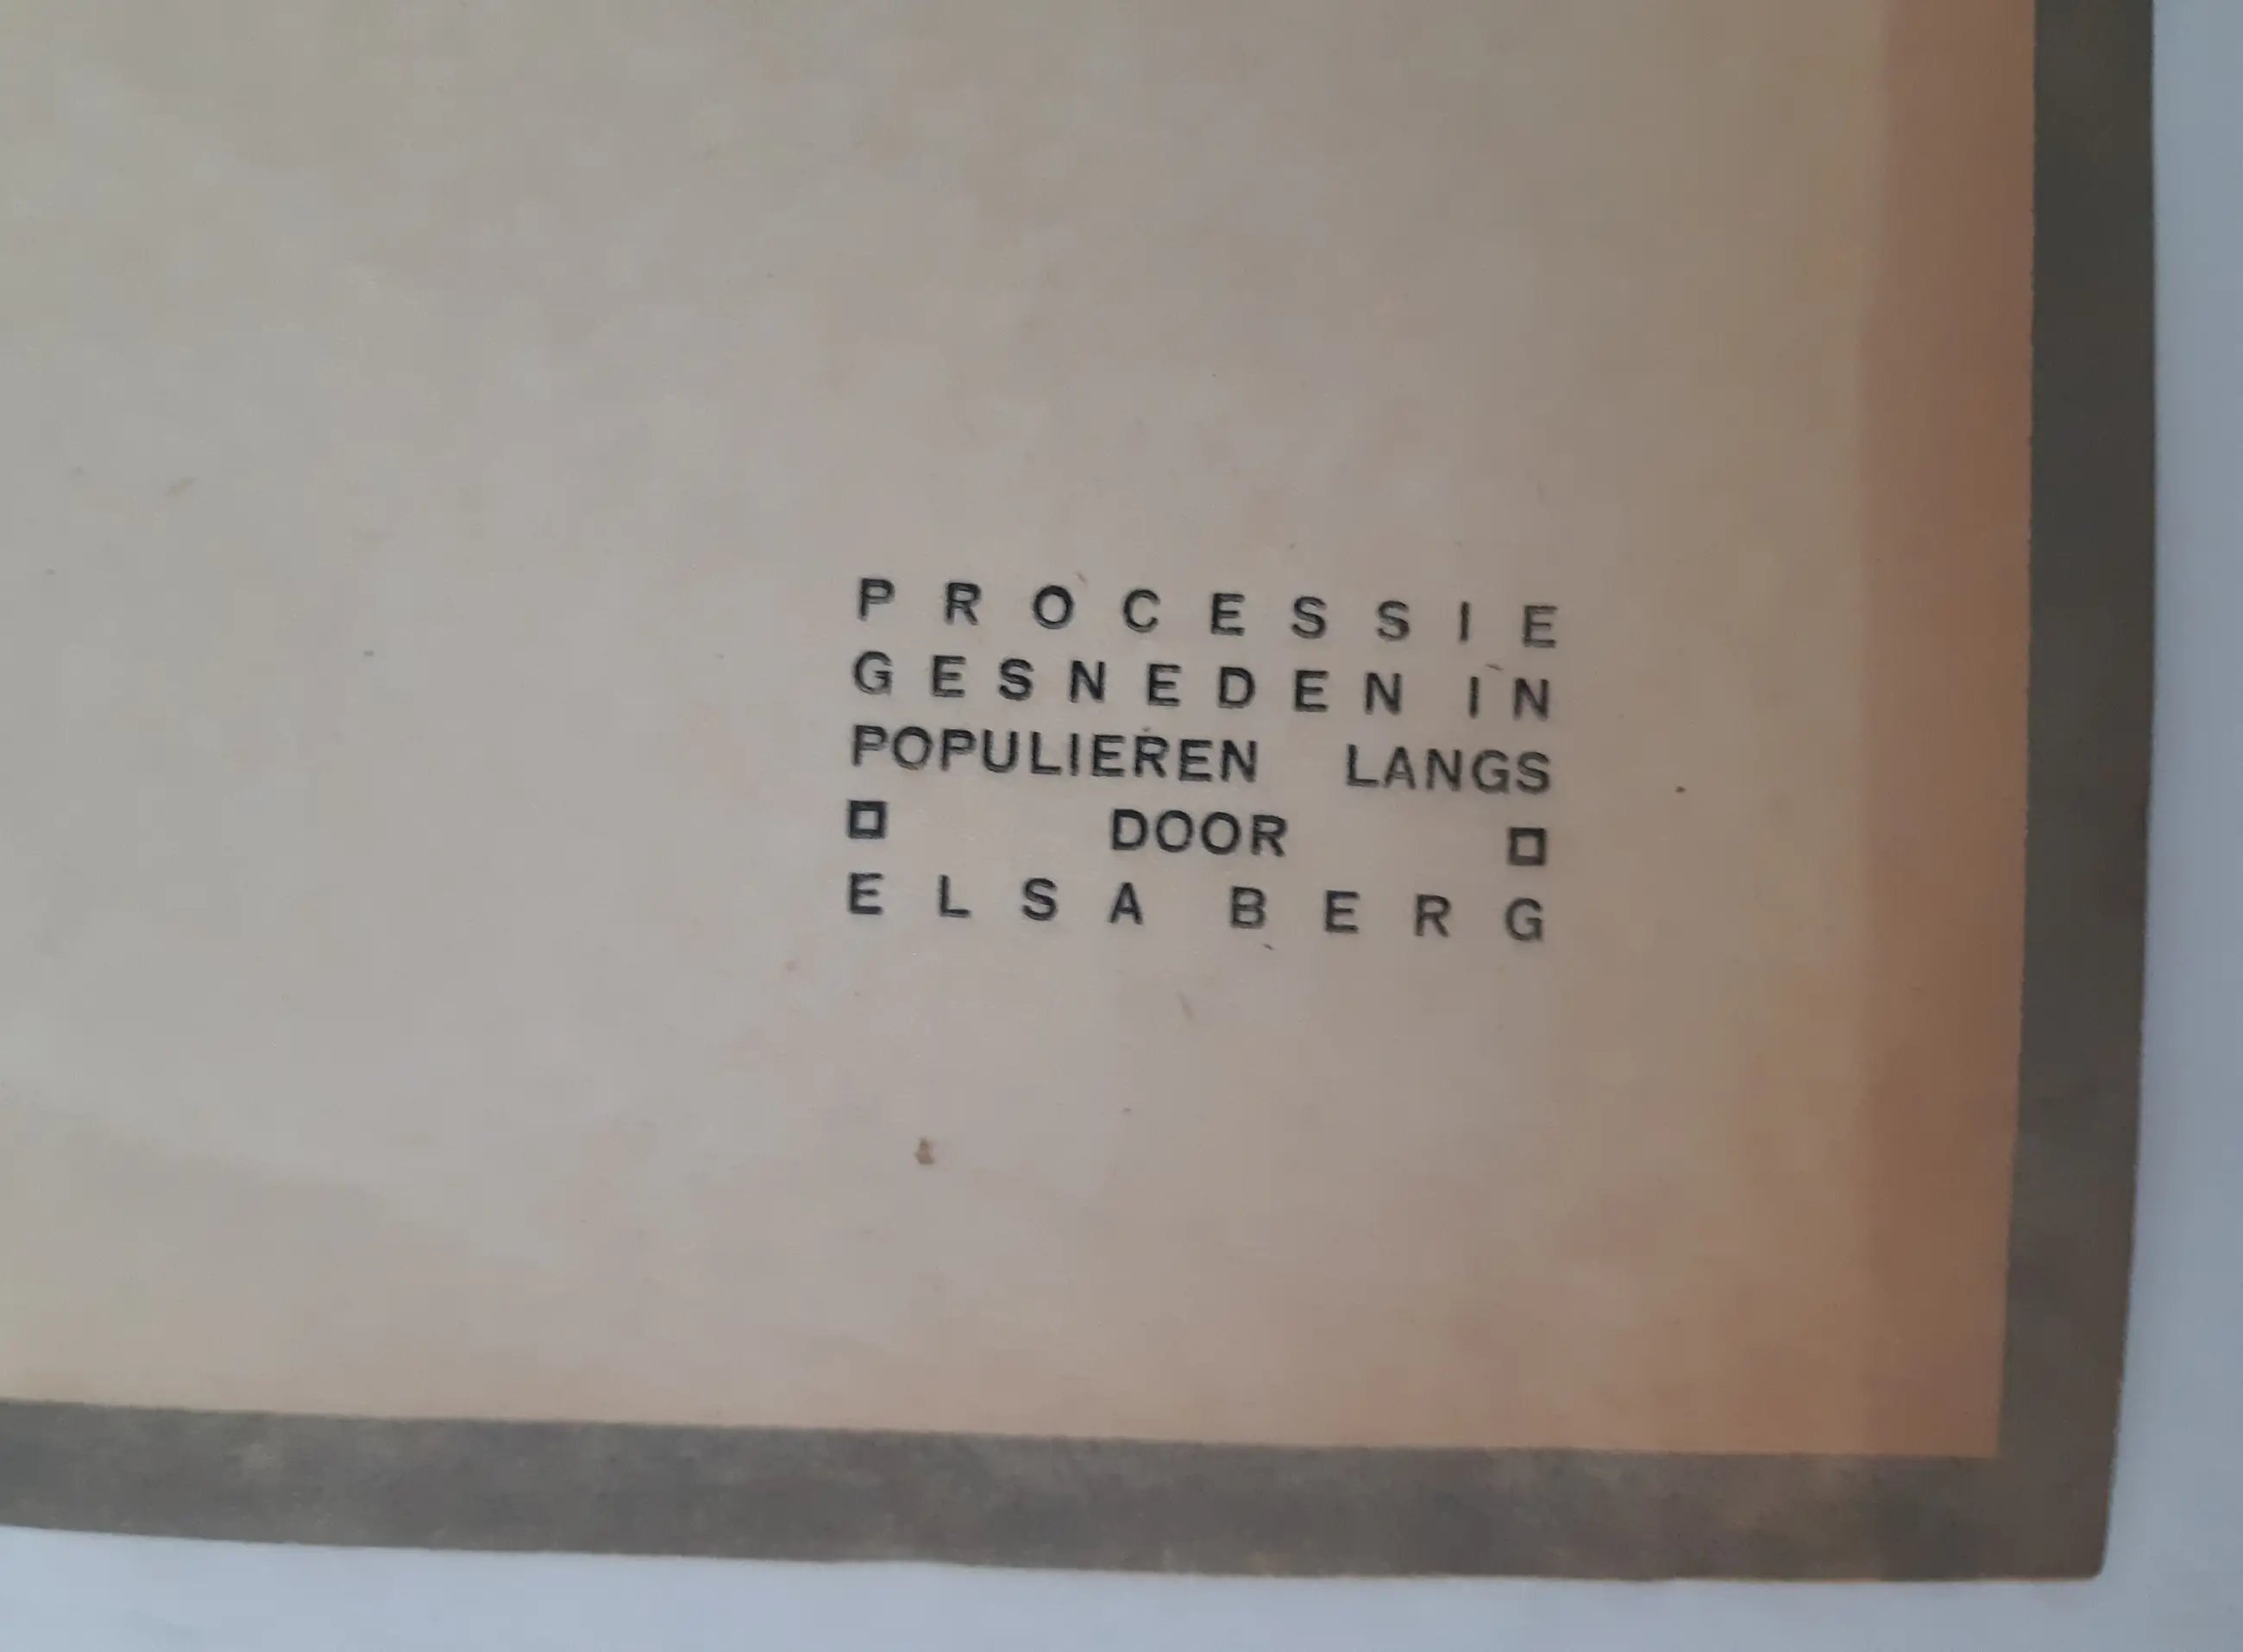 PROCESSIE
GESNEDEN IN
POPULIEREN LANGS
DOOR
ELSA BERG